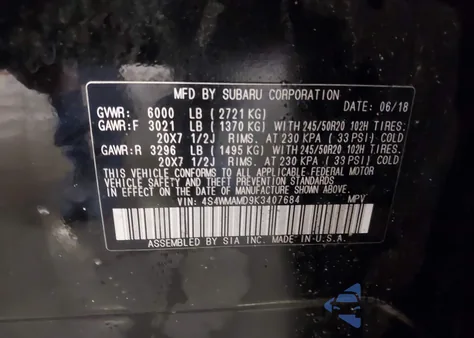 MFD BY SUBARU CORPORATION
DATE: 06/18
GVWR: 6000 LB (2721 KG)
GAWR:F 3021 LB (1370 KG) WITH 245/50R20 102H TIRES.
20X7 1/2J RIMS. AT 230 KPA (33 PSI) COLD
GAWR:R 3296 LB (1495 KG) WITH 245/50R20 102H TIRES.
20X7 1/2J RIMS. AT 230 KPA (33 PSI) COLD
THIS VEHICLE CONFORMS TO ALL APPLICABLE FEDERAL MOTOR
VEHICLE SAFETY AND THEFT PREVENTION STANDARDS
IN EFFECT ON THE DATE OF MANUFACTURE SHOWN ABOVE.
VIN: 4S4WMAMD9K3407684 MPV
ASSEMBLED BY SIA INC. IN U.S.A.